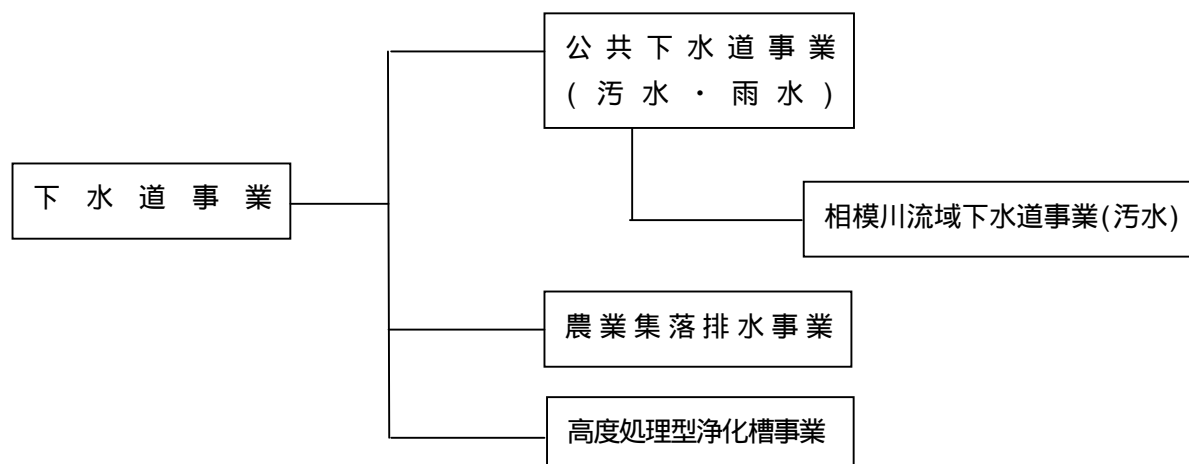 公共下水道事業
(汚水・雨水)
下水道事業
相模川流域下水道事業(汚水)
農業集落排水事業
高度処理型浄化槽事業